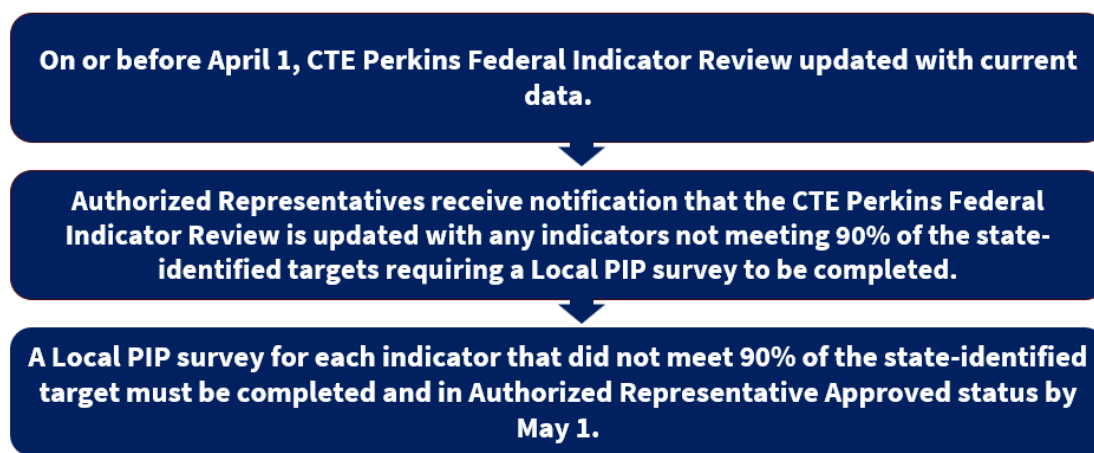 On or before April 1, CTE Perkins Federal Indicator Review updated with current
data.
Authorized Representatives receive notification that the CTE Perkins Federal
Indicator Review is updated with any indicators not meeting 90% of the state-
identified targets requiring a Local PIP survey to be completed.
A Local PIP survey for each indicator that did not meet 90% of the state-identified
target must be completed and in Authorized Representative Approved status by
May 1.